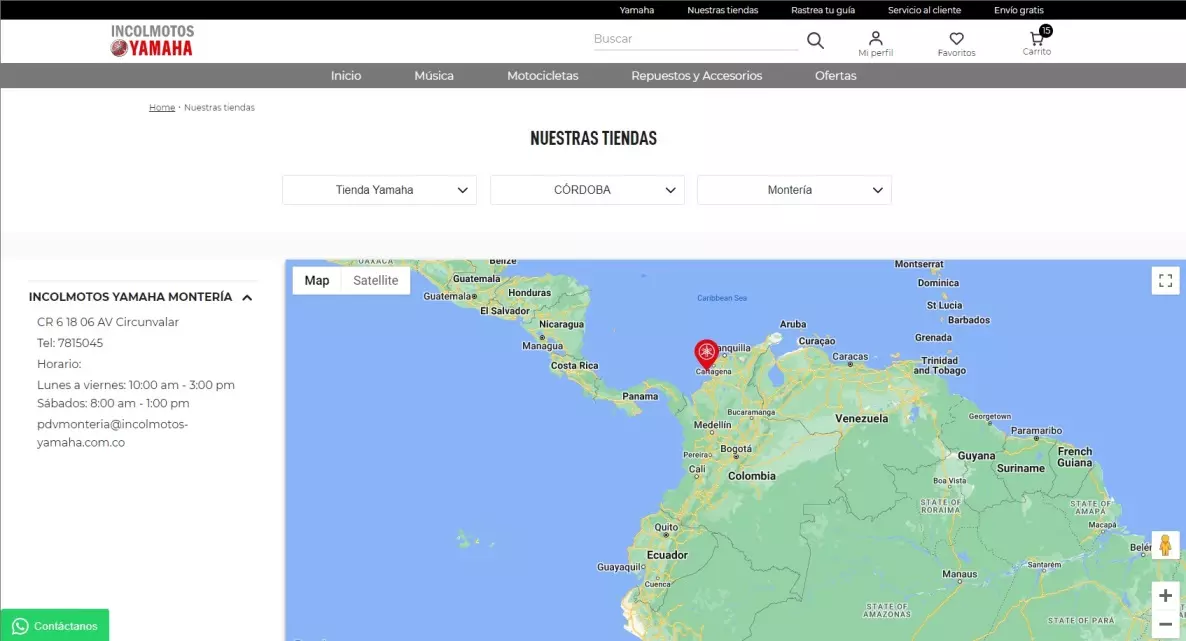 Yamaha Nuestras tiendas Rastrea tu guía Servicio al cliente Envío gratis
INCOLMOTOS
YAMAHA
Buscar
Mi perfil
Favoritos
15
Carrito
Inicio Música Motocicletas Repuestos y Accesorios Ofertas
Home · Nuestras tiendas
NUESTRAS TIENDAS
Tienda Yamaha CÓRDOBA Montería
INCOLMOTOS YAMAHA MONTERÍA
CR 6 18 06 AV Circunvalar
Tel: 7815045
Horario:
Lunes a viernes: 10:00 am - 3:00 pm
Sábados: 8:00 am - 1:00 pm
pdvmonteria@incolmotos-
yamaha.com.co
Map Satellite
OAXACA
Belize
Guatemala
Honduras
Guatemala
El Salvador
Nicaragua
Managua
Costa Rica
Panama
Caribbean Sea
Montserrat
Dominica
St Lucia
Barbados
Grenada
Trinidad
and Tobago
Aruba
Curaçao
Caracas
anquilla
Cartagena
Bucaramanga
Medellín
Venezuela
Bogotá
Pereira
Cali
Colombia
Georgetown
Paramaribo
Guyana
Suriname
French
Guiana
Boa Vista
STATE OF
RORAIMA
STATE OF
AMAPÁ
Macapá
Quito
Ecuador
Guayaquil
Cuenca
Belén
Santarém
Manaus
STATE OF
AMAZONAS
STATE OF PARÁ
Contáctanos